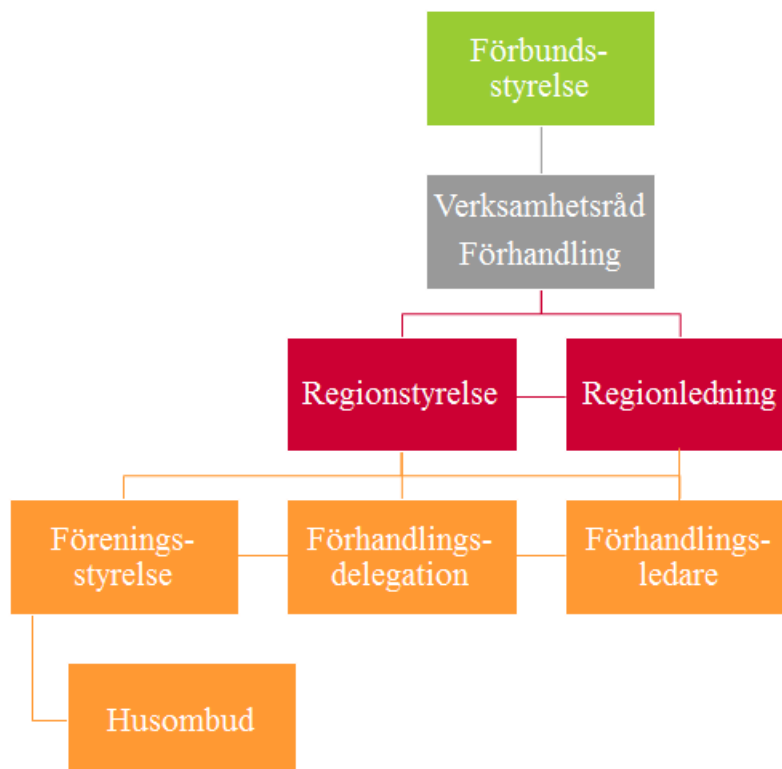 Förbunds-
styrelse
Verksamhetsråd
Förhandling
Regionstyrelse
Regionledning
Förenings-
styrelse
Förhandlings-
delegation
Förhandlings-
ledare
Husombud